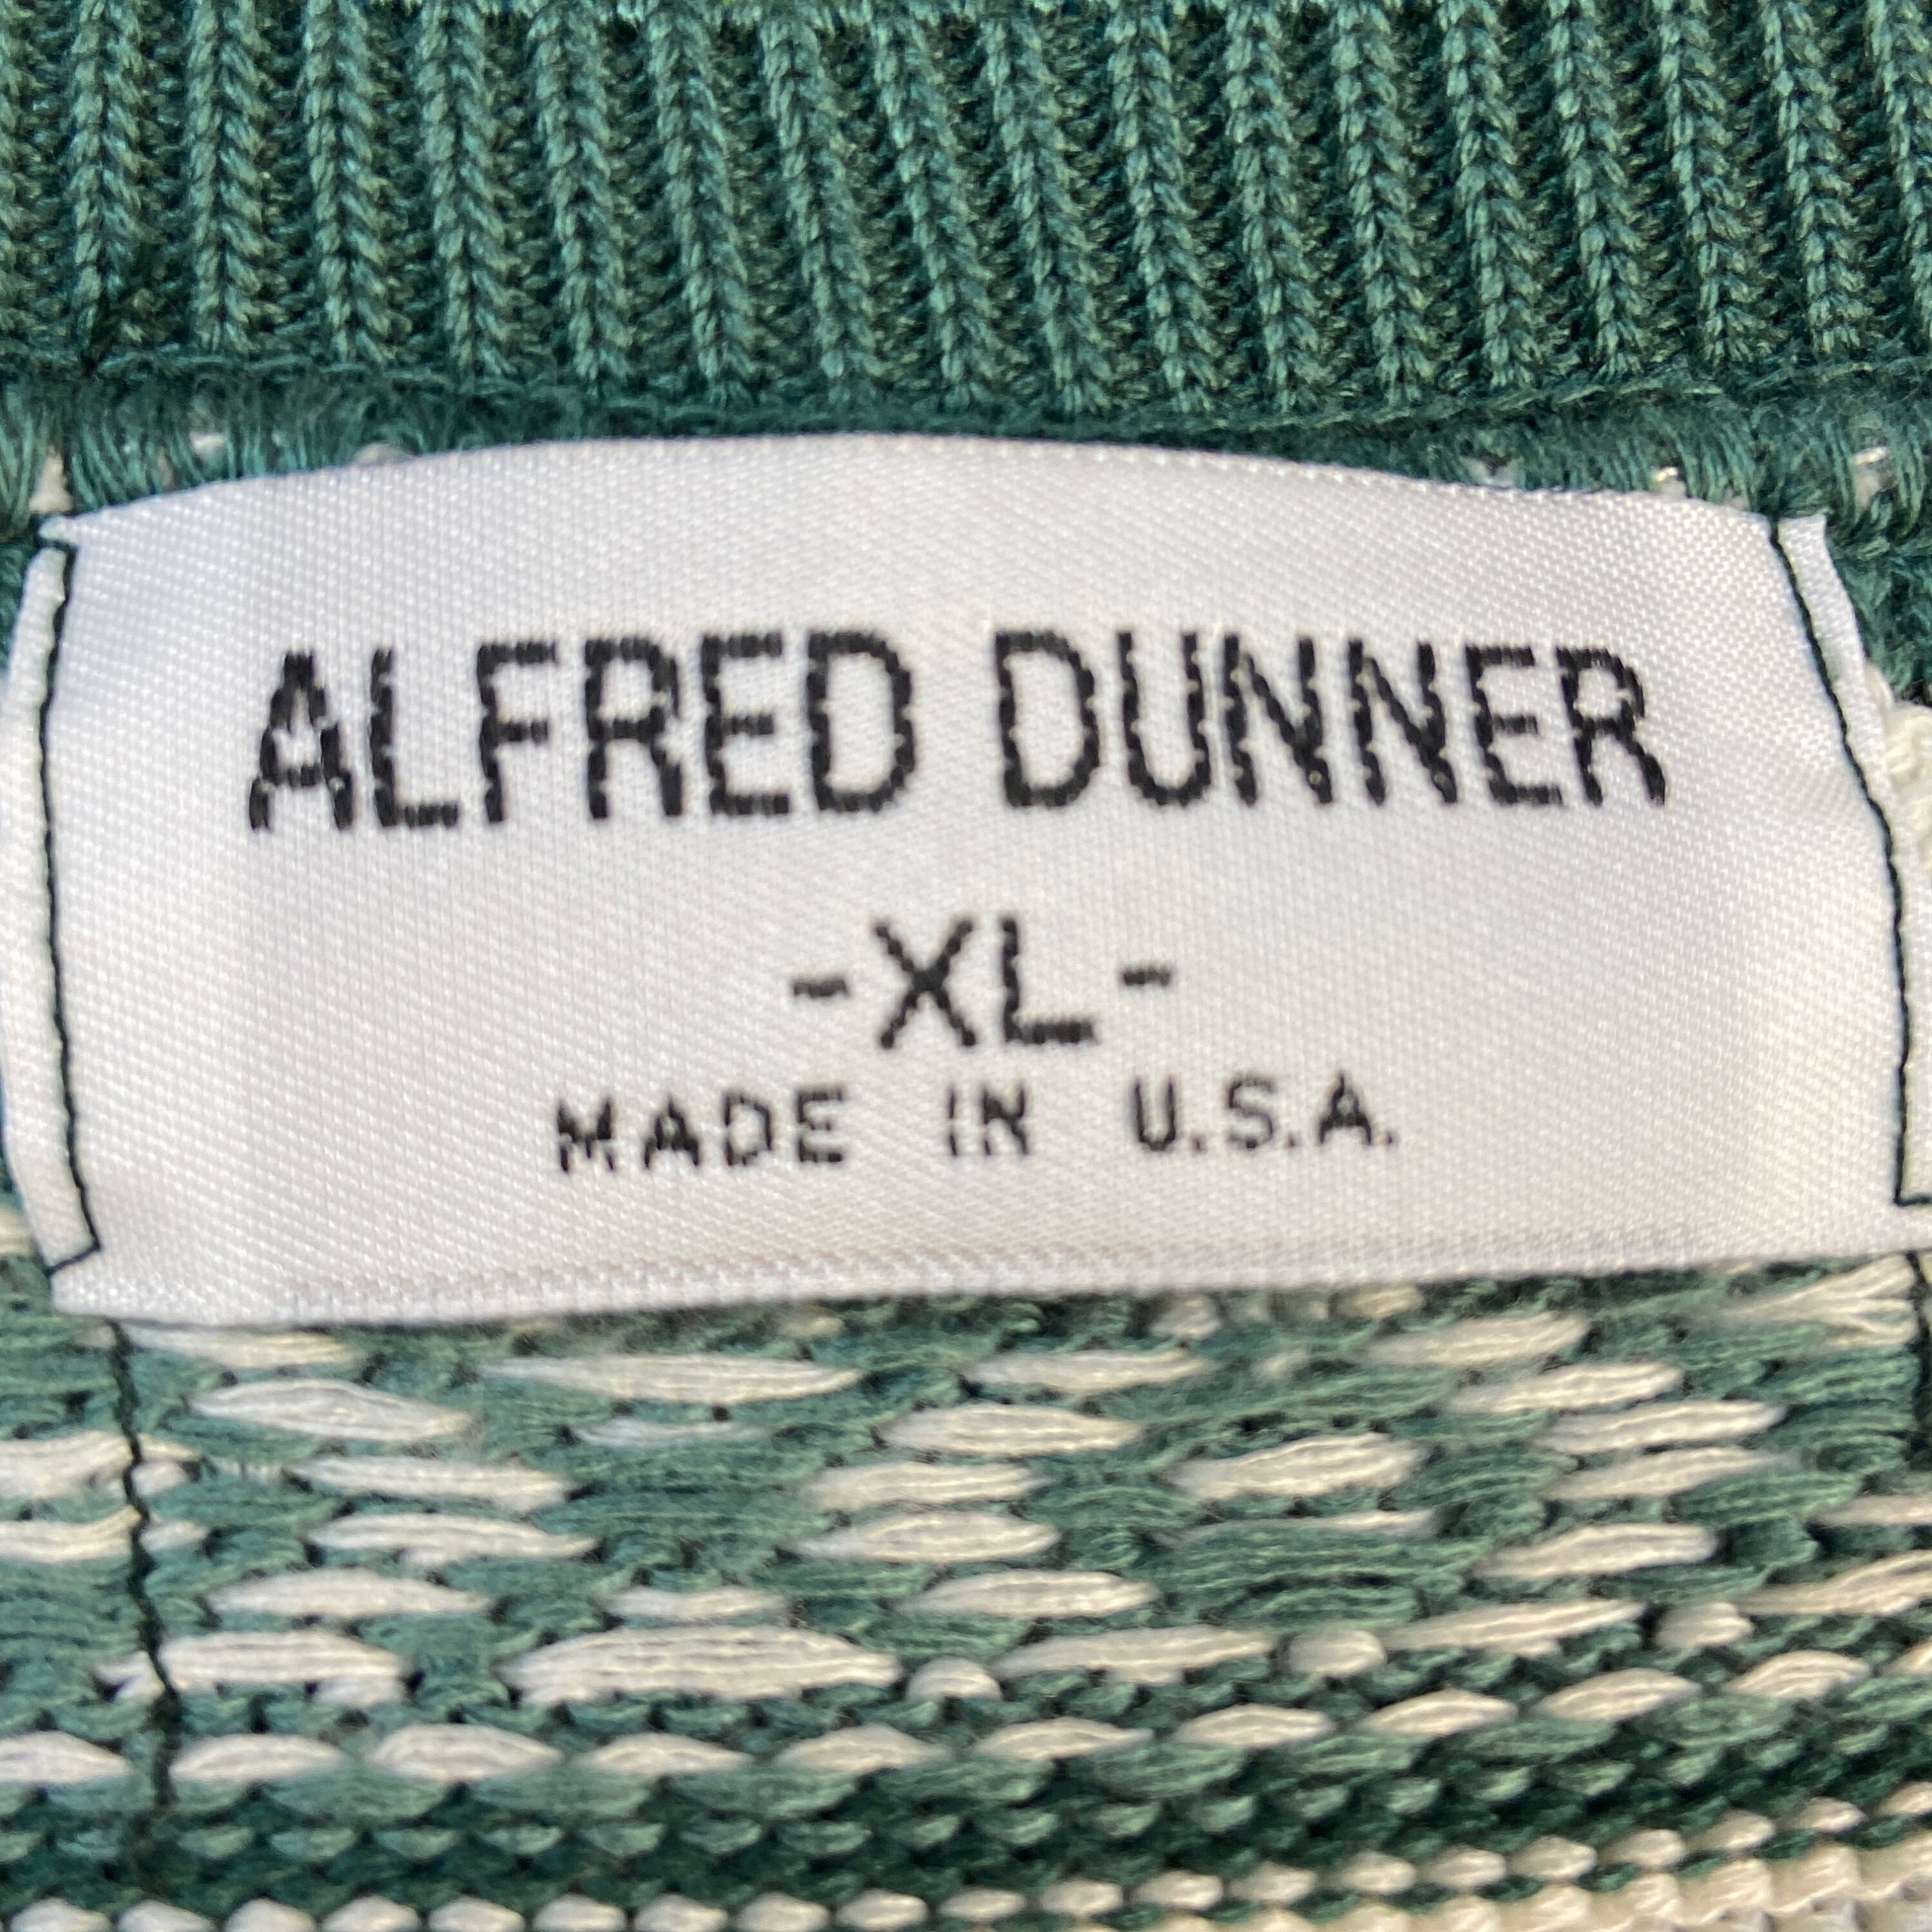 ALFRED DUNNER
-XL-
MADE IN U.S.A.